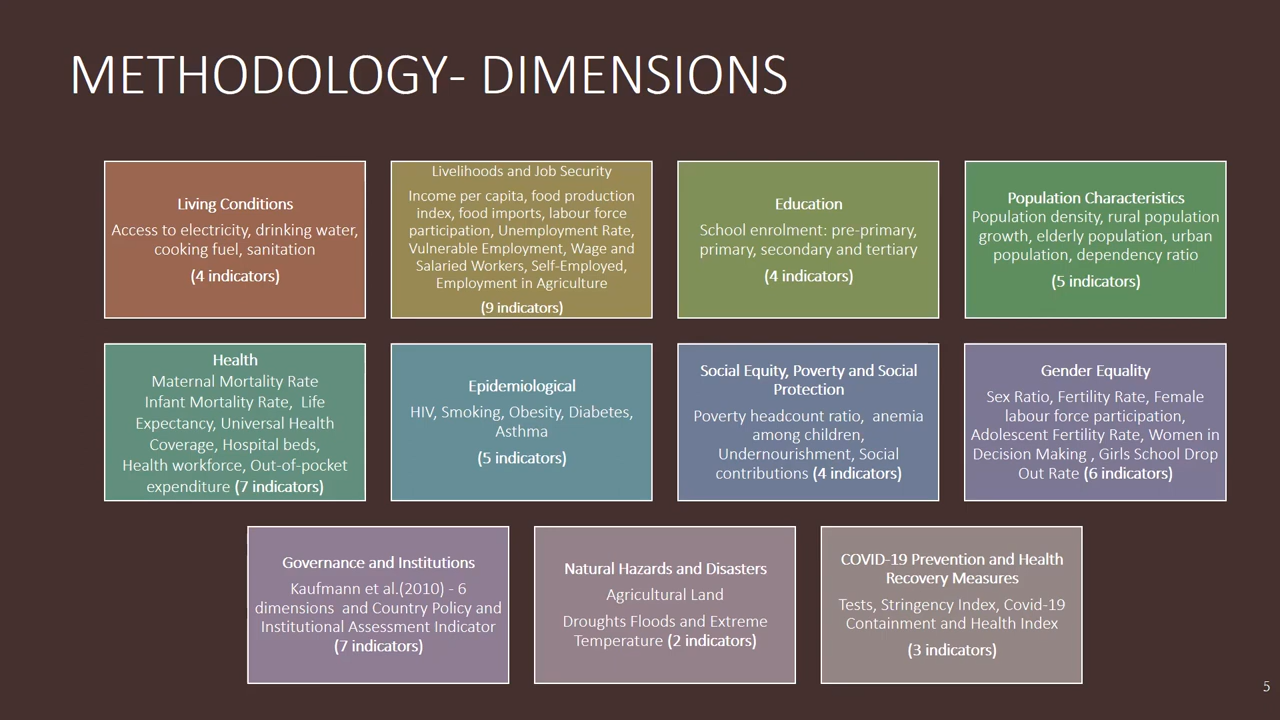 METHODOLOGY- DIMENSIONS
Living Conditions
Access to electricity, drinking water,
cooking fuel, sanitation
(4 indicators)
Livelihoods and Job Security
Income per capita, food production
index, food imports, labour force
participation, Unemployment Rate,
Vulnerable Employment, Wage and
Salaried Workers, Self-Employed,
Employment in Agriculture
(9 indicators)
Education
School enrolment: pre-primary,
primary, secondary and tertiary
(4 indicators)
Population Characteristics
Population density, rural population
growth, elderly population, urban
population, dependency ratio
(5 indicators)
Health
Maternal Mortality Rate
Infant Mortality Rate, Life
Expectancy, Universal Health
Coverage, Hospital beds,
Health workforce, Out-of-pocket
expenditure (7 indicators)
Epidemiological
HIV, Smoking, Obesity, Diabetes,
Asthma
(5 indicators)
Social Equity, Poverty and Social
Protection
Poverty headcount ratio, anemia
among children,
Undernourishment, Social
contributions (4 indicators)
Gender Equality
Sex Ratio, Fertility Rate, Female
labour force participation,
Adolescent Fertility Rate, Women in
Decision Making , Girls School Drop
Out Rate (6 indicators)
Governance and Institutions
Kaufmann et al.(2010) - 6
dimensions and Country Policy and
Institutional Assessment Indicator
(7 indicators)
Natural Hazards and Disasters
Agricultural Land
Droughts Floods and Extreme
Temperature (2 indicators)
COVID-19 Prevention and Health
Recovery Measures
Tests, Stringency Index, Covid-19
Containment and Health Index
(3 indicators)
5